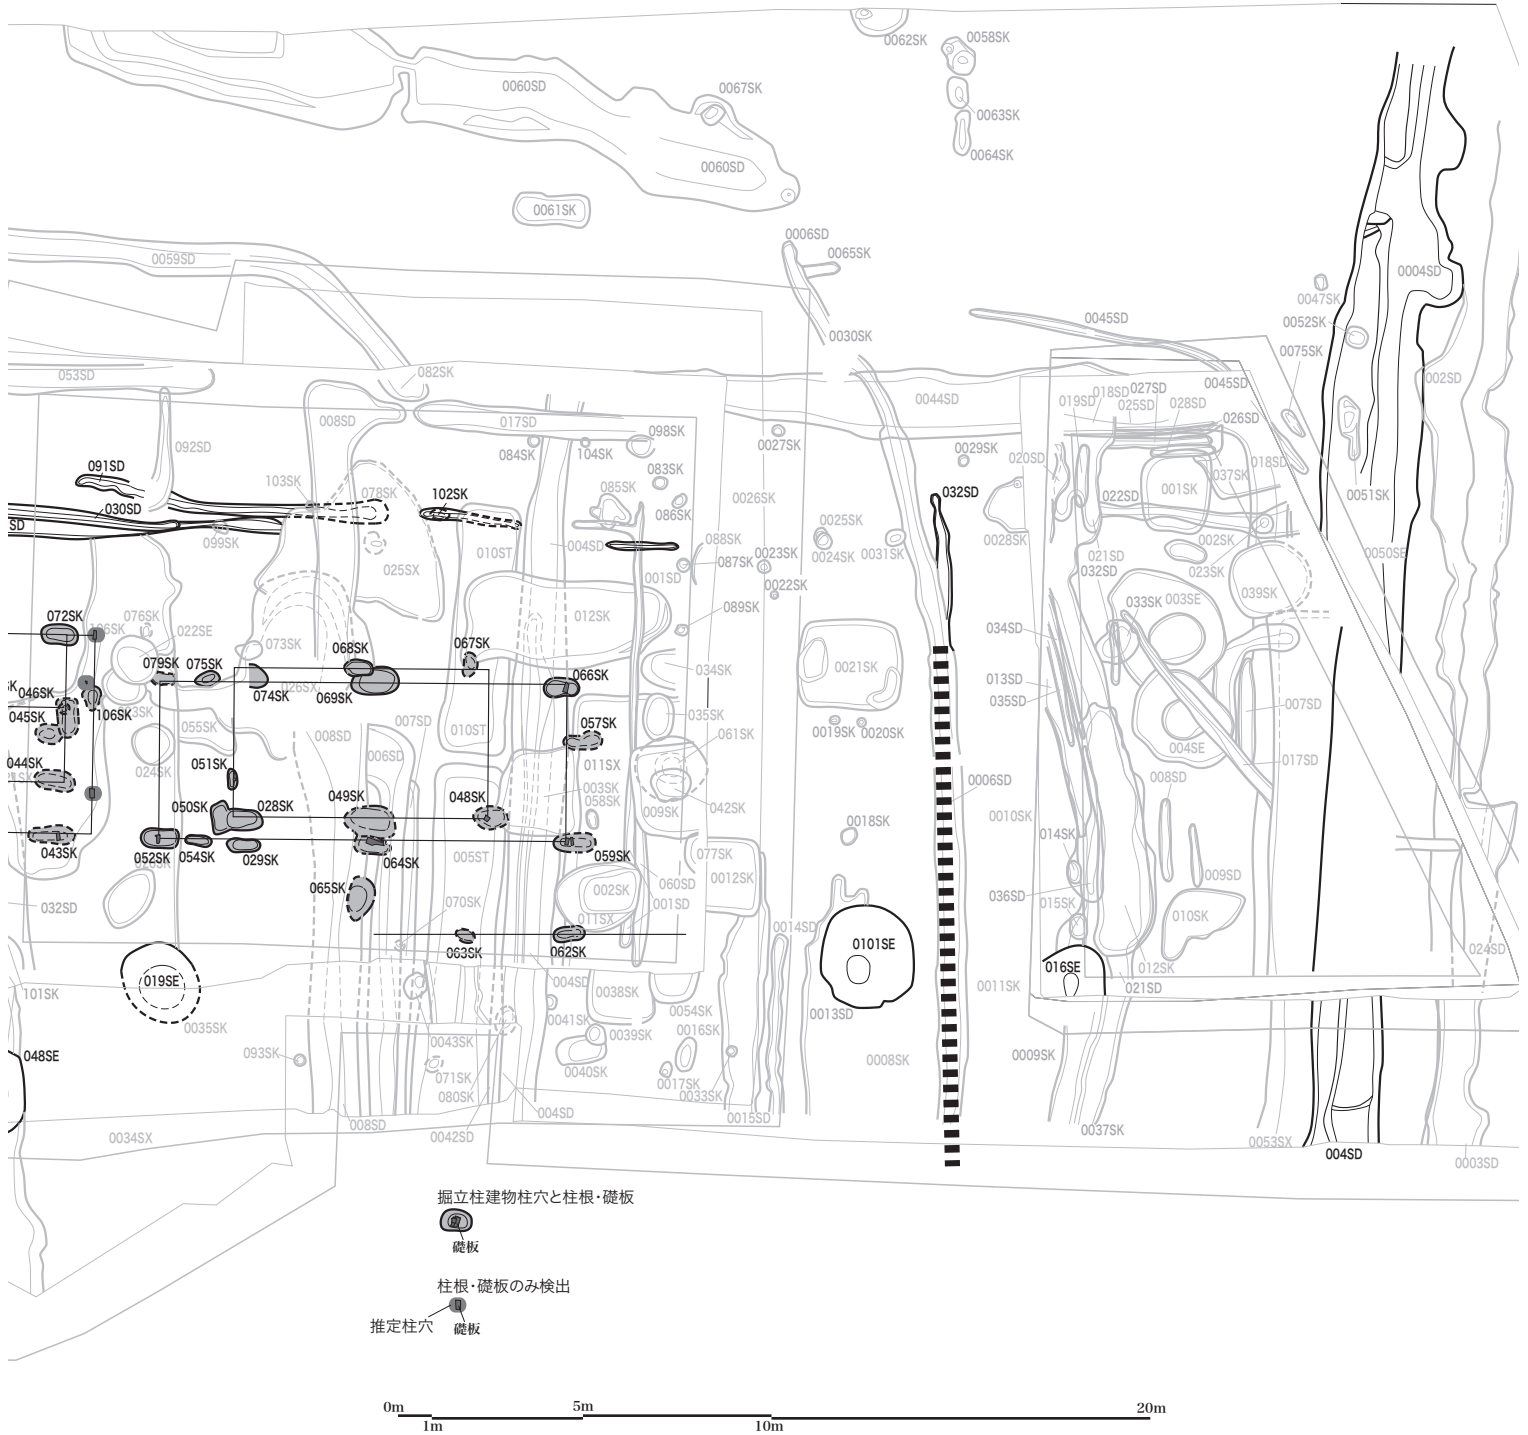 0062SK
0058SK
0060SD
0067SK
0063SK
0064SK
0060SD
0061SK
0006SD
0065SK
0059SD
0004SD
0047SK
0045SD
0052SK
0030SK
0075SK
053SD
082SK
0045SD
002SD
0044SD
027SD
018SD
019SD
025SD
028SD
026SD
008SD
017SD
098SK
0027SK
092SD
084SK
104SK
0029SK
020SD
018SD
091SD
083SK
037SK
103SK
078SK
102SK
085SK
032SD
001SK
0026SK
022SD
0051SK
086SK
030SD
SD
0025SK
099SK
088SK
0028SK
002SK
010ST
004SD
0023SK
0024SK
0031SK
021SD
0050SE
087SK
032SD
023SK
025SX
001SD
0022SK
039SK
003SE
033SK
072SK
076SK
012SK
089SK
034SD
022SE
073SK
068SK
067SK
079SK
075SK
066SK
034SK
0021SK
013SD
046SK
074SK
026SX
069SK
035SD
007SD
045SK
106SK
055SK
007SD
010ST
035SK
057SK
0019SK
0020SK
008SD
061SK
004SE
006SD
044SK
024SK
051SK
011SX
017SD
0006SD
008SD
003SK
049SK
048SK
058SK
042SK
050SK
028SK
009SK
0010SK
0018SK
014SK
043SK
052SK
054SK
029SK
064SK
005ST
059SK
077SK
009SD
0012SK
065SK
002SK
060SD
036SD
070SK
001SD
015SK
032SD
011SX
010SK
0014SD
063SK
062SK
0101SE
024SD
016SE
012SK
019SE
004SD
021SD
101SK
0038SK
0011SK
0054SK
0013SD
0041SK
0035SK
0016SK
0039SK
0043SK
048SE
093SK
0009SK
0008SK
071SK
0040SK
0017SK
080SK
0033SK
004SD
0015SD
008SD
0037SK
0034SX
0042SD
0053SX
004SD
0003SD
掘立柱建物柱穴と柱根・礎板
礎板
柱根・礎板のみ検出
推定柱穴
礎板
0m
5m
20m
1m
10m